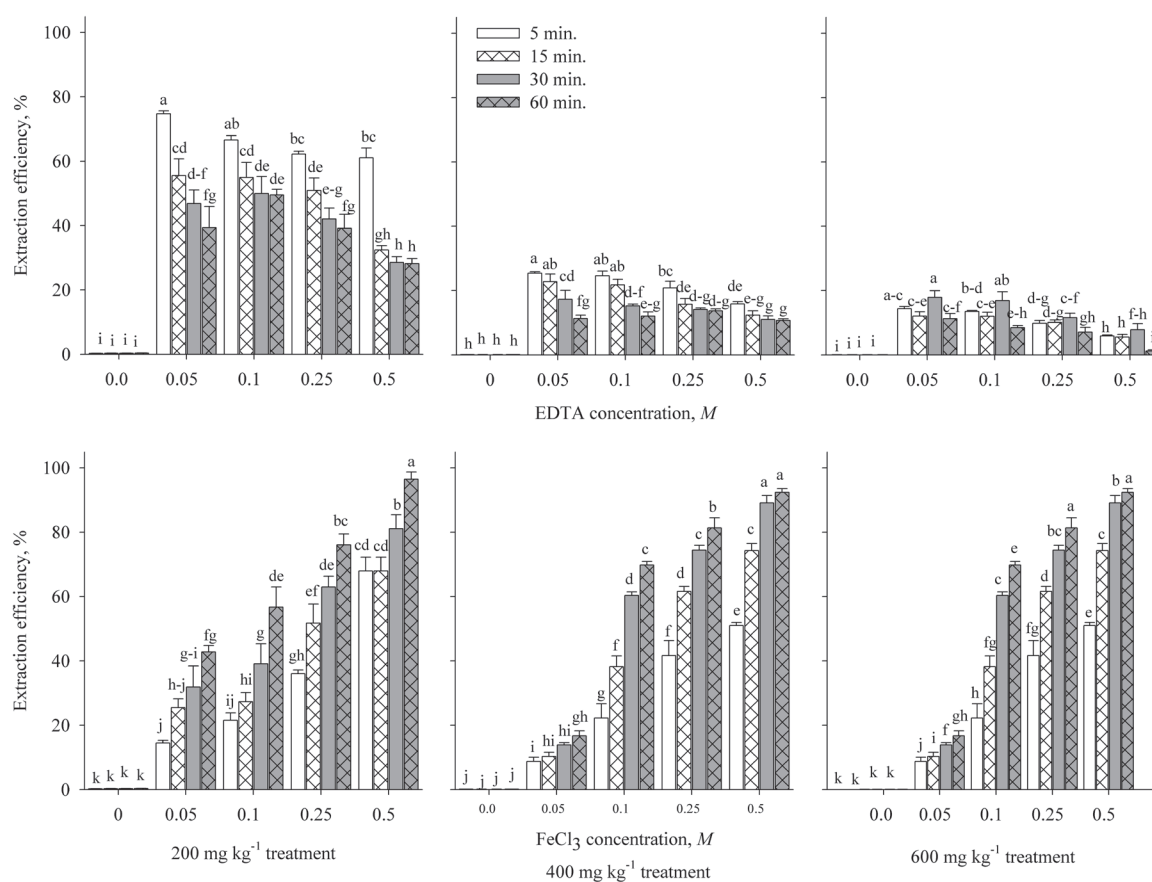 100
80
60
40
20
0
Extraction efficiency, %
5 min.
15 min.
30 min.
60 min.
i i i i
a cd d-f fg
ab cd de de
bc de e-g fg
bc gh h h
0.0 0.05 0.1 0.25 0.5
h h h h
a ab cd fg
ab ab d-f e-g
bc de d-g d-g
de e-g g g
0 0.05 0.1 0.25 0.5
i i i i
a-c c-e a c-f
b-d c-e ab e-h
d-g d-g c-f gh
h h f-h i
0.0 0.05 0.1 0.25 0.5
EDTA concentration, M
100
80
60
40
20
0
Extraction efficiency, %
k k k k
j h-j g-i fg
ij hi g de
gh ef de bc
cd cd b a
0 0.05 0.1 0.25 0.5
200 mg kg⁻¹ treatment
j j j j
i hi hi gh
g f d c
f d c b
e c a a
0.0 0.05 0.1 0.25 0.5
FeCl₃ concentration, M
400 mg kg⁻¹ treatment
k k k k
j i f gh
h fg c e
fg d bc a
e c b a
0.0 0.05 0.1 0.25 0.5
600 mg kg⁻¹ treatment